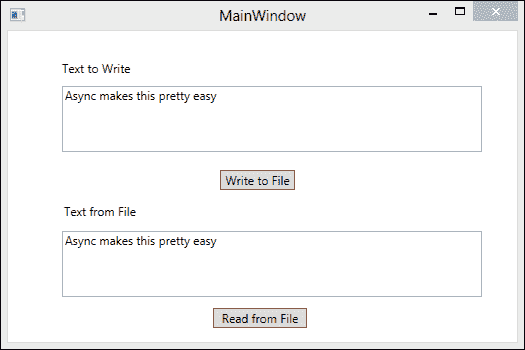 MainWindow
Text to Write
Async makes this pretty easy
Write to File
Text from File
Async makes this pretty easy
Read from File